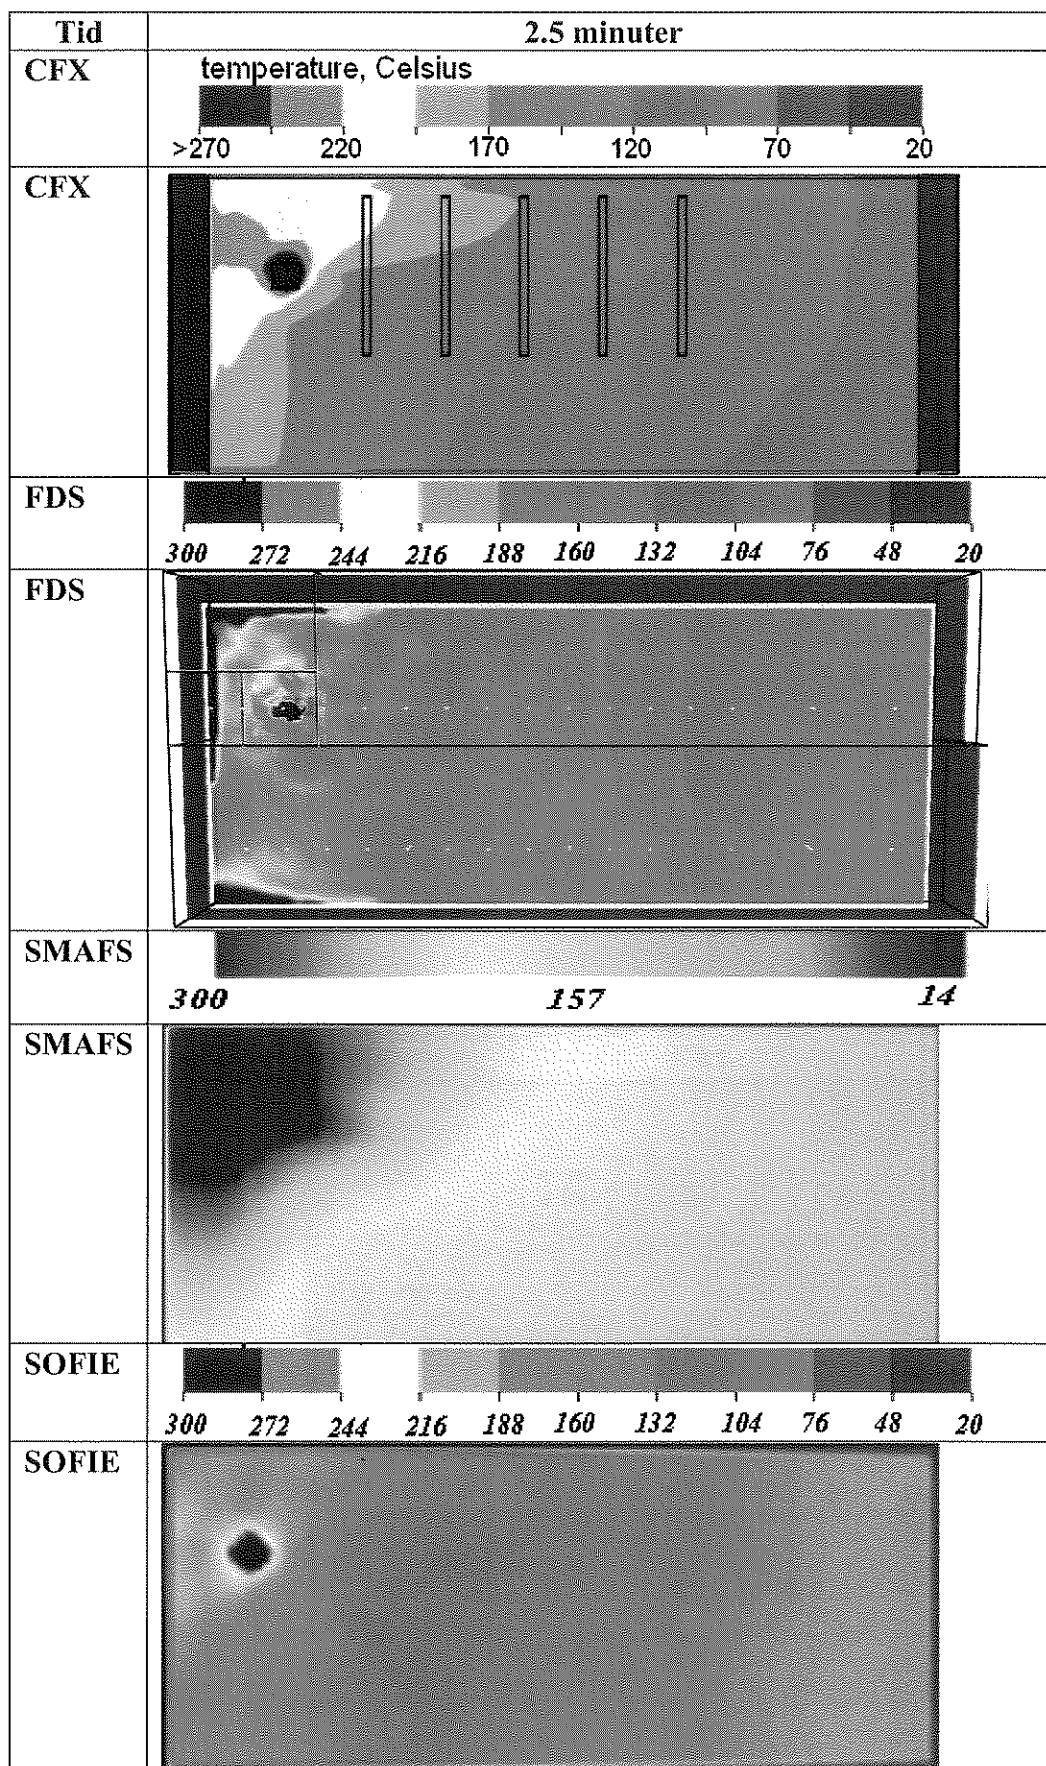 Tid 2.5 minuter
CFX temperature, Celsius
>270 220 170 120 70 20
CFX
FDS
300 272 244 216 188 160 132 104 76 48 20
FDS
SMAFS
300 157 14
SMAFS
SOFIE
300 272 244 216 188 160 132 104 76 48 20
SOFIE